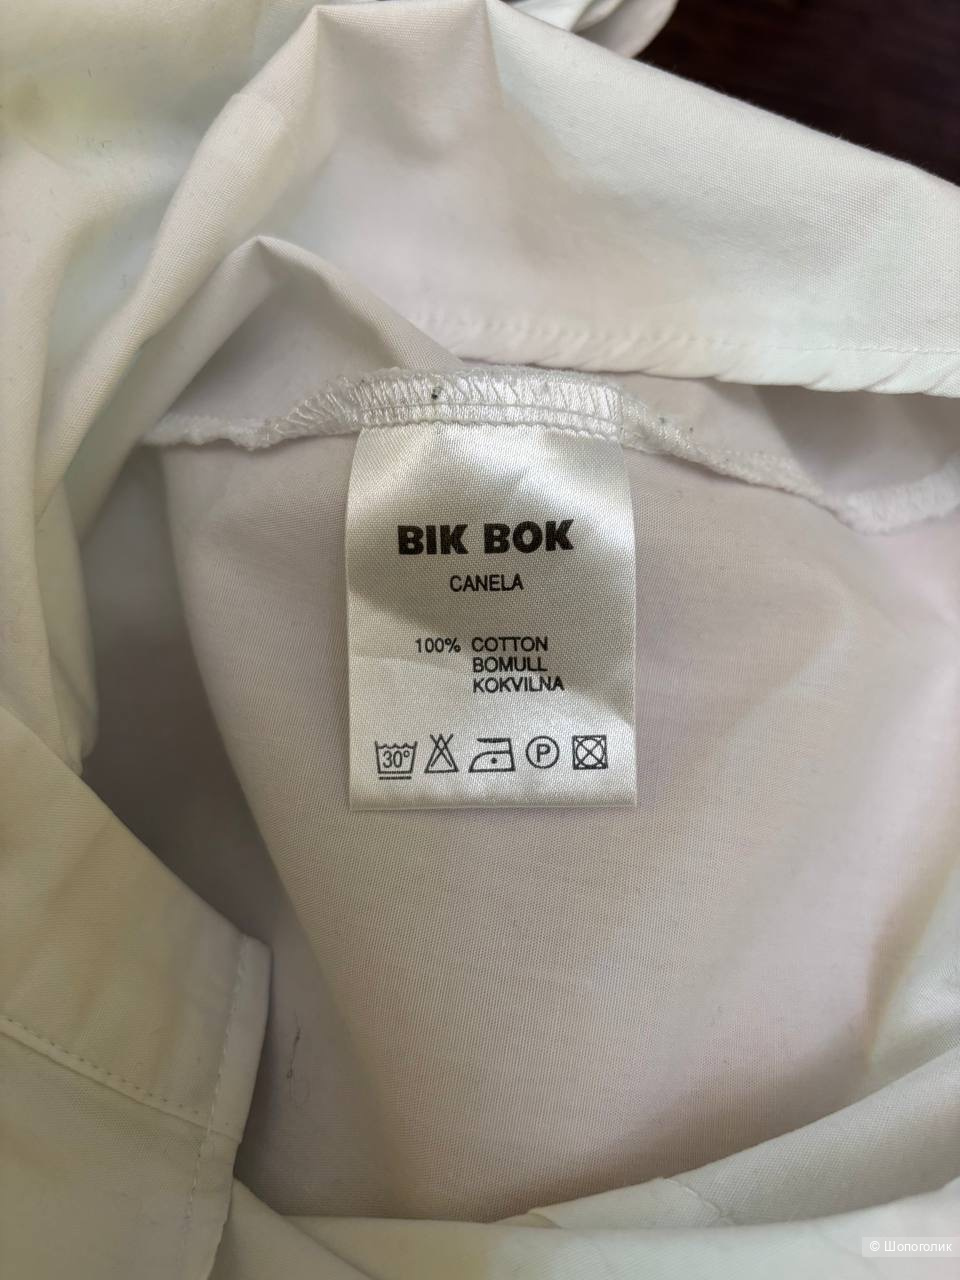 BIK BOK
CANELA
100% COTTON
BOMULL
KOKVILNA
30° P
© Шопоголик